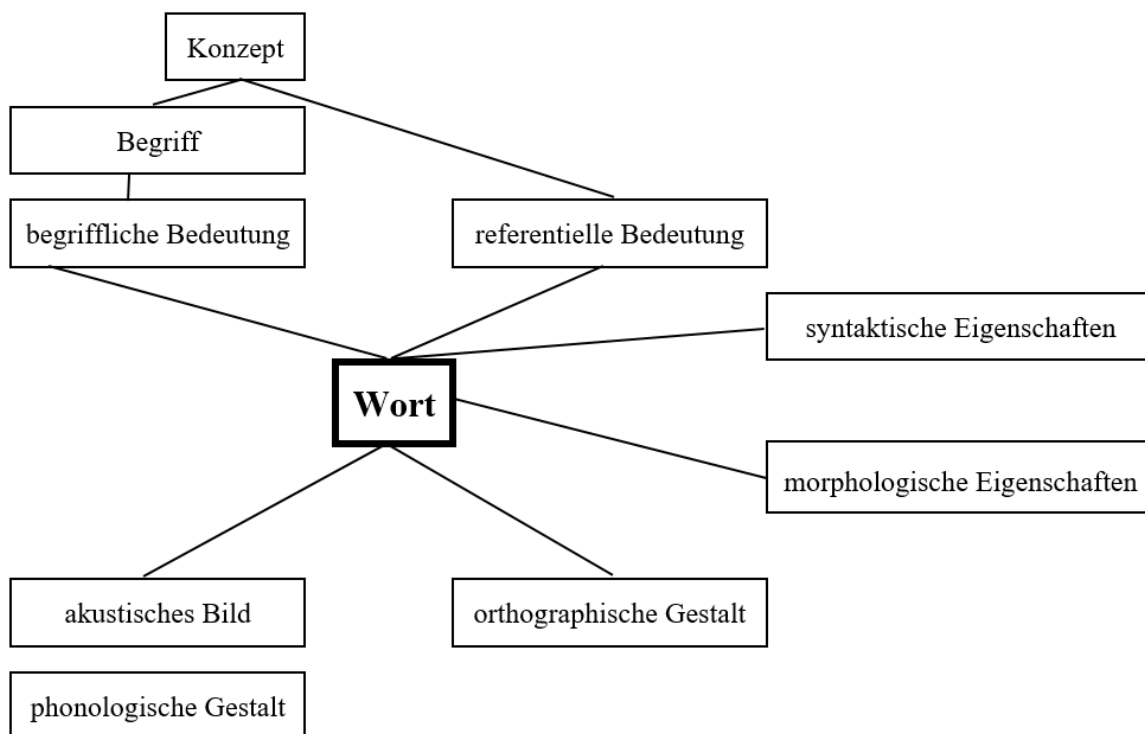 Konzept
Begriff
begriffliche Bedeutung
referentielle Bedeutung
syntaktische Eigenschaften
Wort
morphologische Eigenschaften
akustisches Bild
orthographische Gestalt
phonologische Gestalt